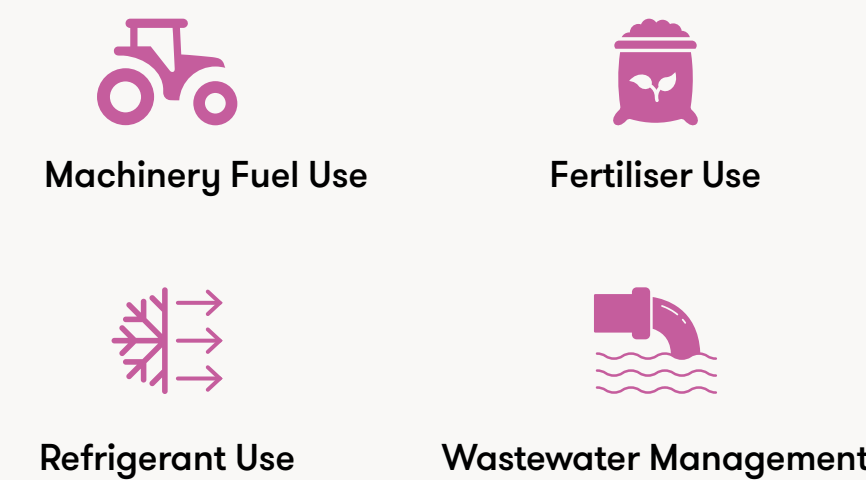 Machinery Fuel Use
Fertiliser Use
Refrigerant Use
Wastewater Management